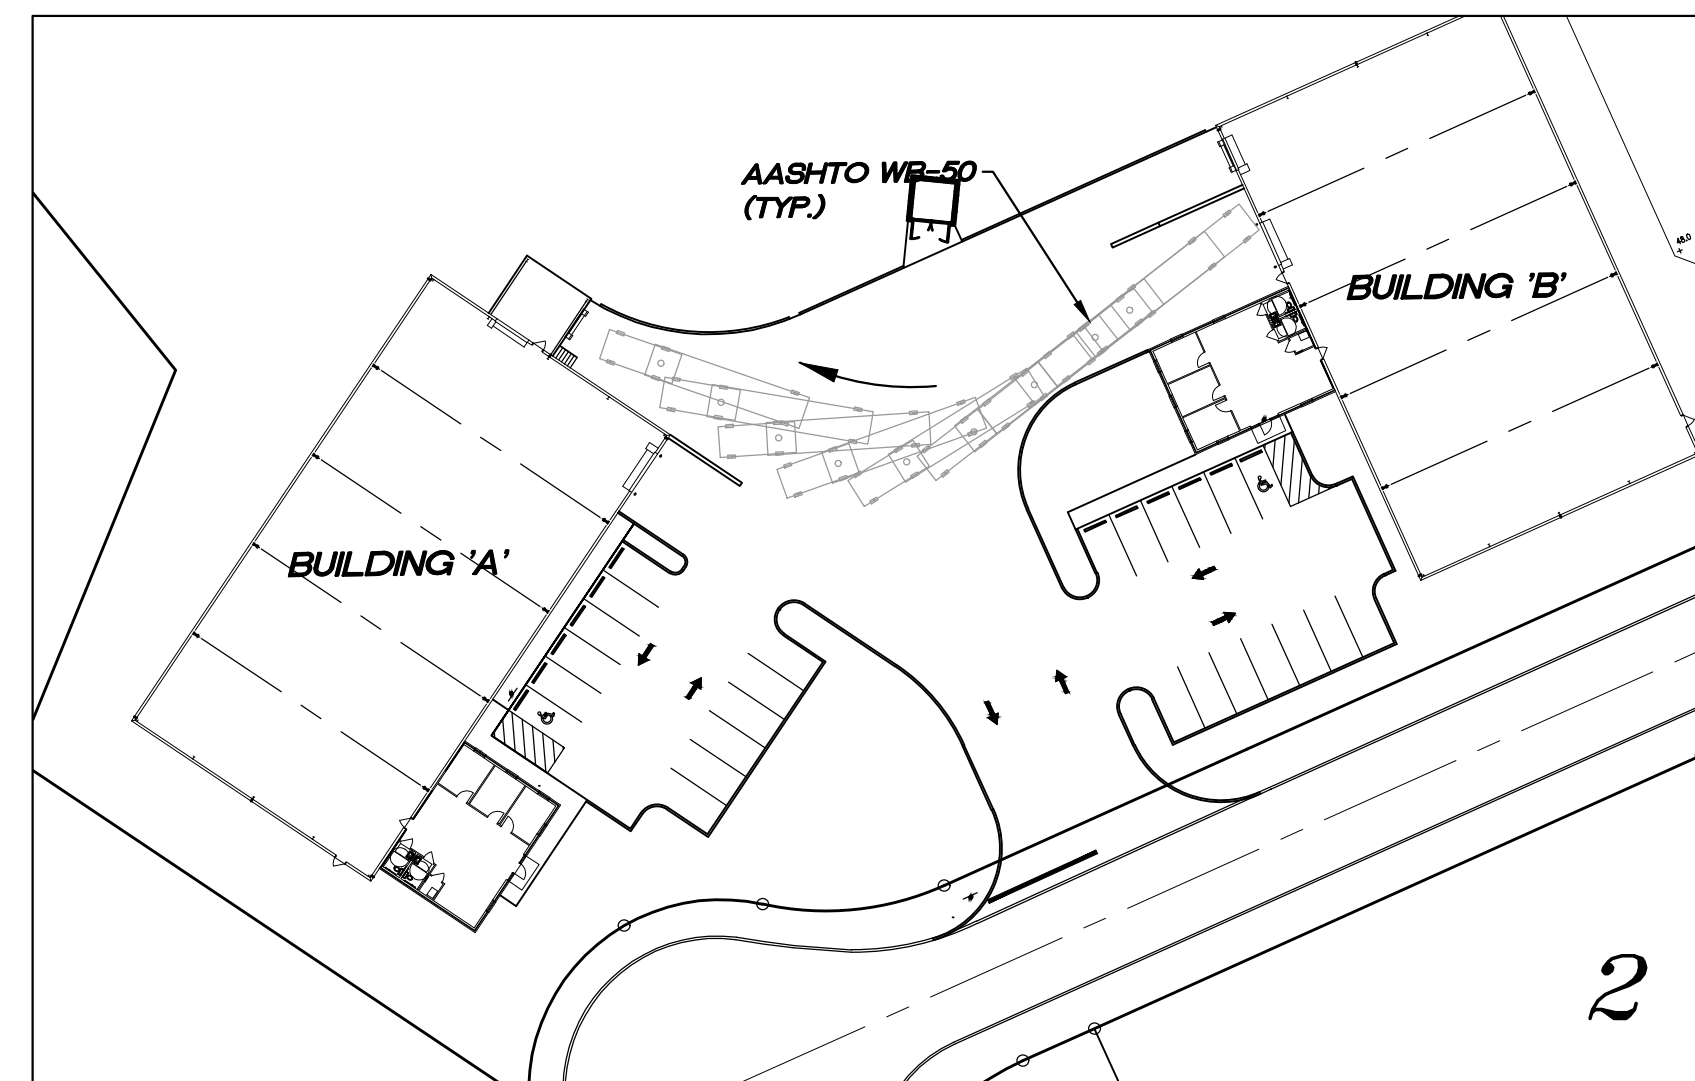 AASHTO WB-50
(TYP.)
BUILDING 'B'
48.0
BUILDING 'A'
2